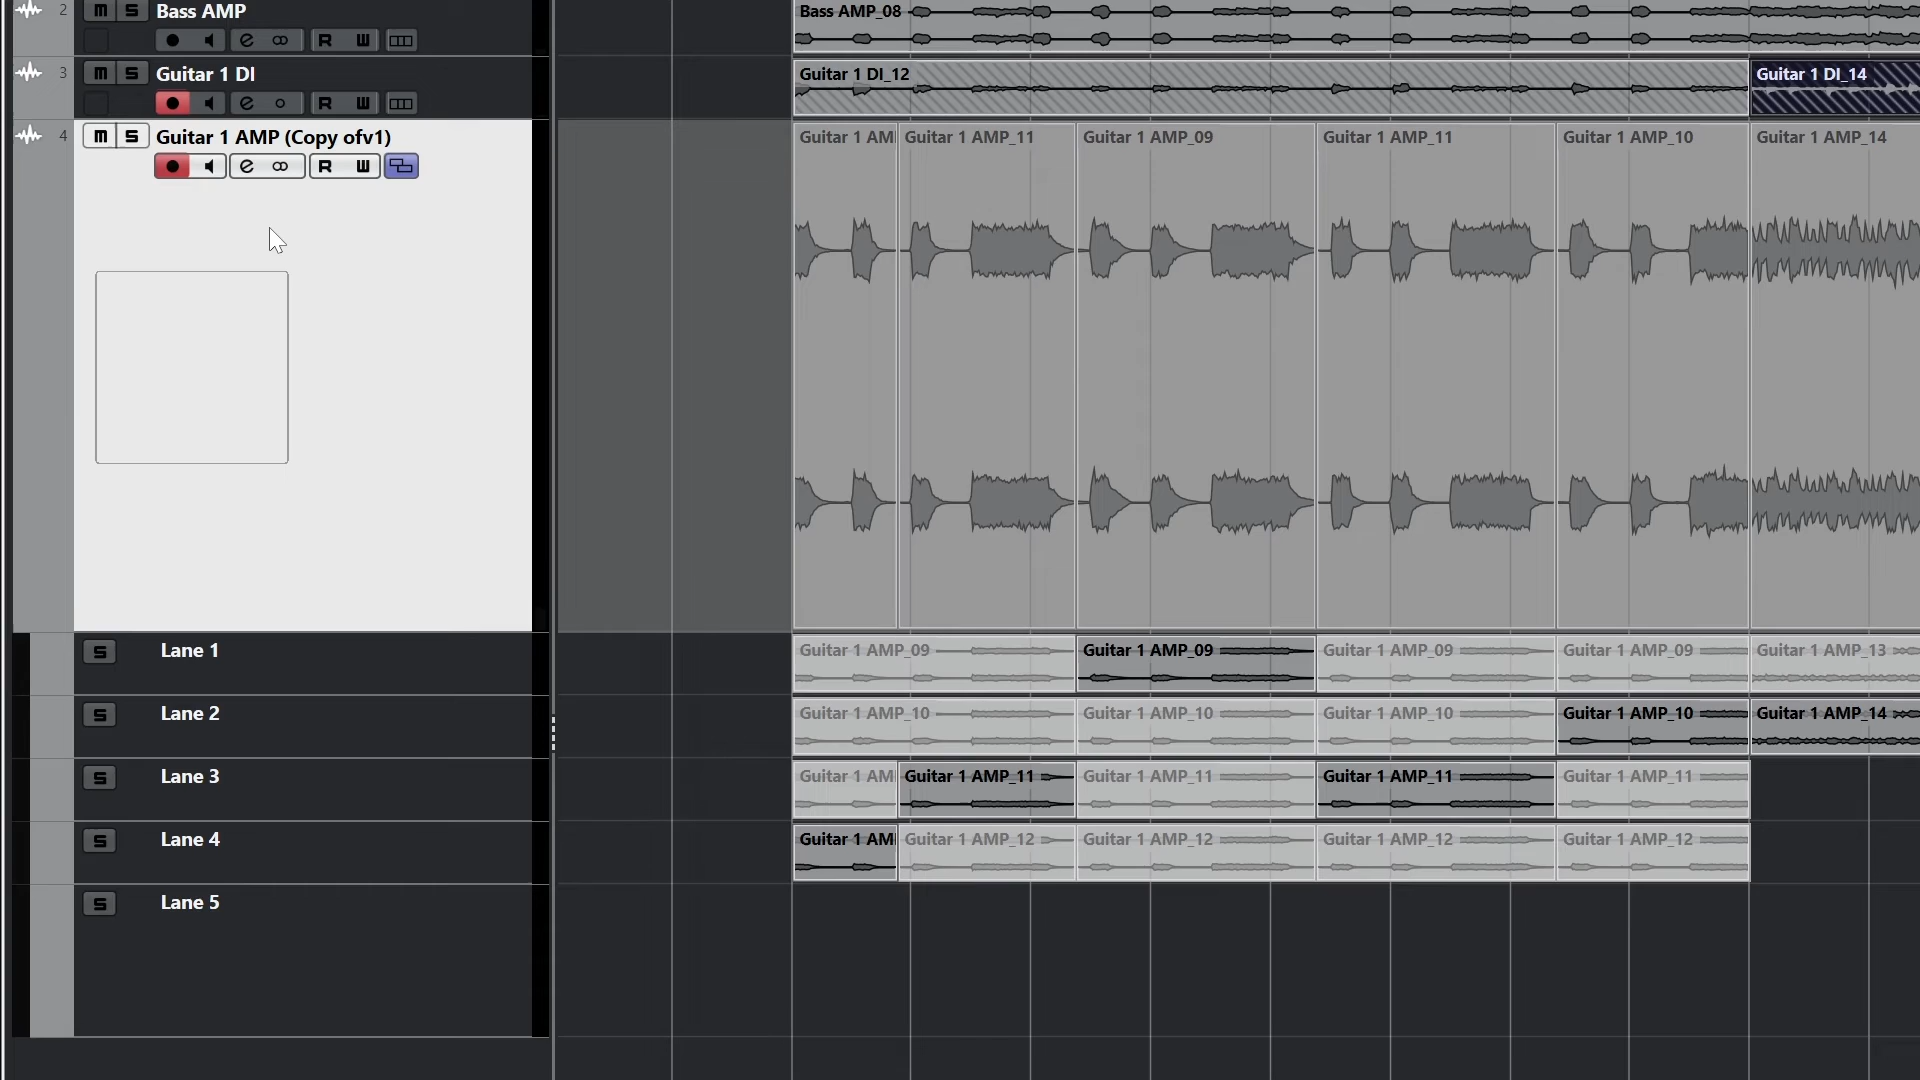 2 M S Bass AMP Bass AMP_08
e R W
3 M S Guitar 1 DI Guitar 1 DI_12 Guitar 1 DI_14
e R W
4 M S Guitar 1 AMP (Copy ofv1) Guitar 1 AM Guitar 1 AMP_11 Guitar 1 AMP_09 Guitar 1 AMP_11 Guitar 1 AMP_10 Guitar 1 AMP_14
e R W
S Lane 1 Guitar 1 AMP_09 Guitar 1 AMP_09 Guitar 1 AMP_09 Guitar 1 AMP_09 Guitar 1 AMP_13
S Lane 2 Guitar 1 AMP_10 Guitar 1 AMP_10 Guitar 1 AMP_10 Guitar 1 AMP_10 Guitar 1 AMP_14
S Lane 3 Guitar 1 AM Guitar 1 AMP_11 Guitar 1 AMP_11 Guitar 1 AMP_11 Guitar 1 AMP_11
S Lane 4 Guitar 1 AM Guitar 1 AMP_12 Guitar 1 AMP_12 Guitar 1 AMP_12 Guitar 1 AMP_12
S Lane 5